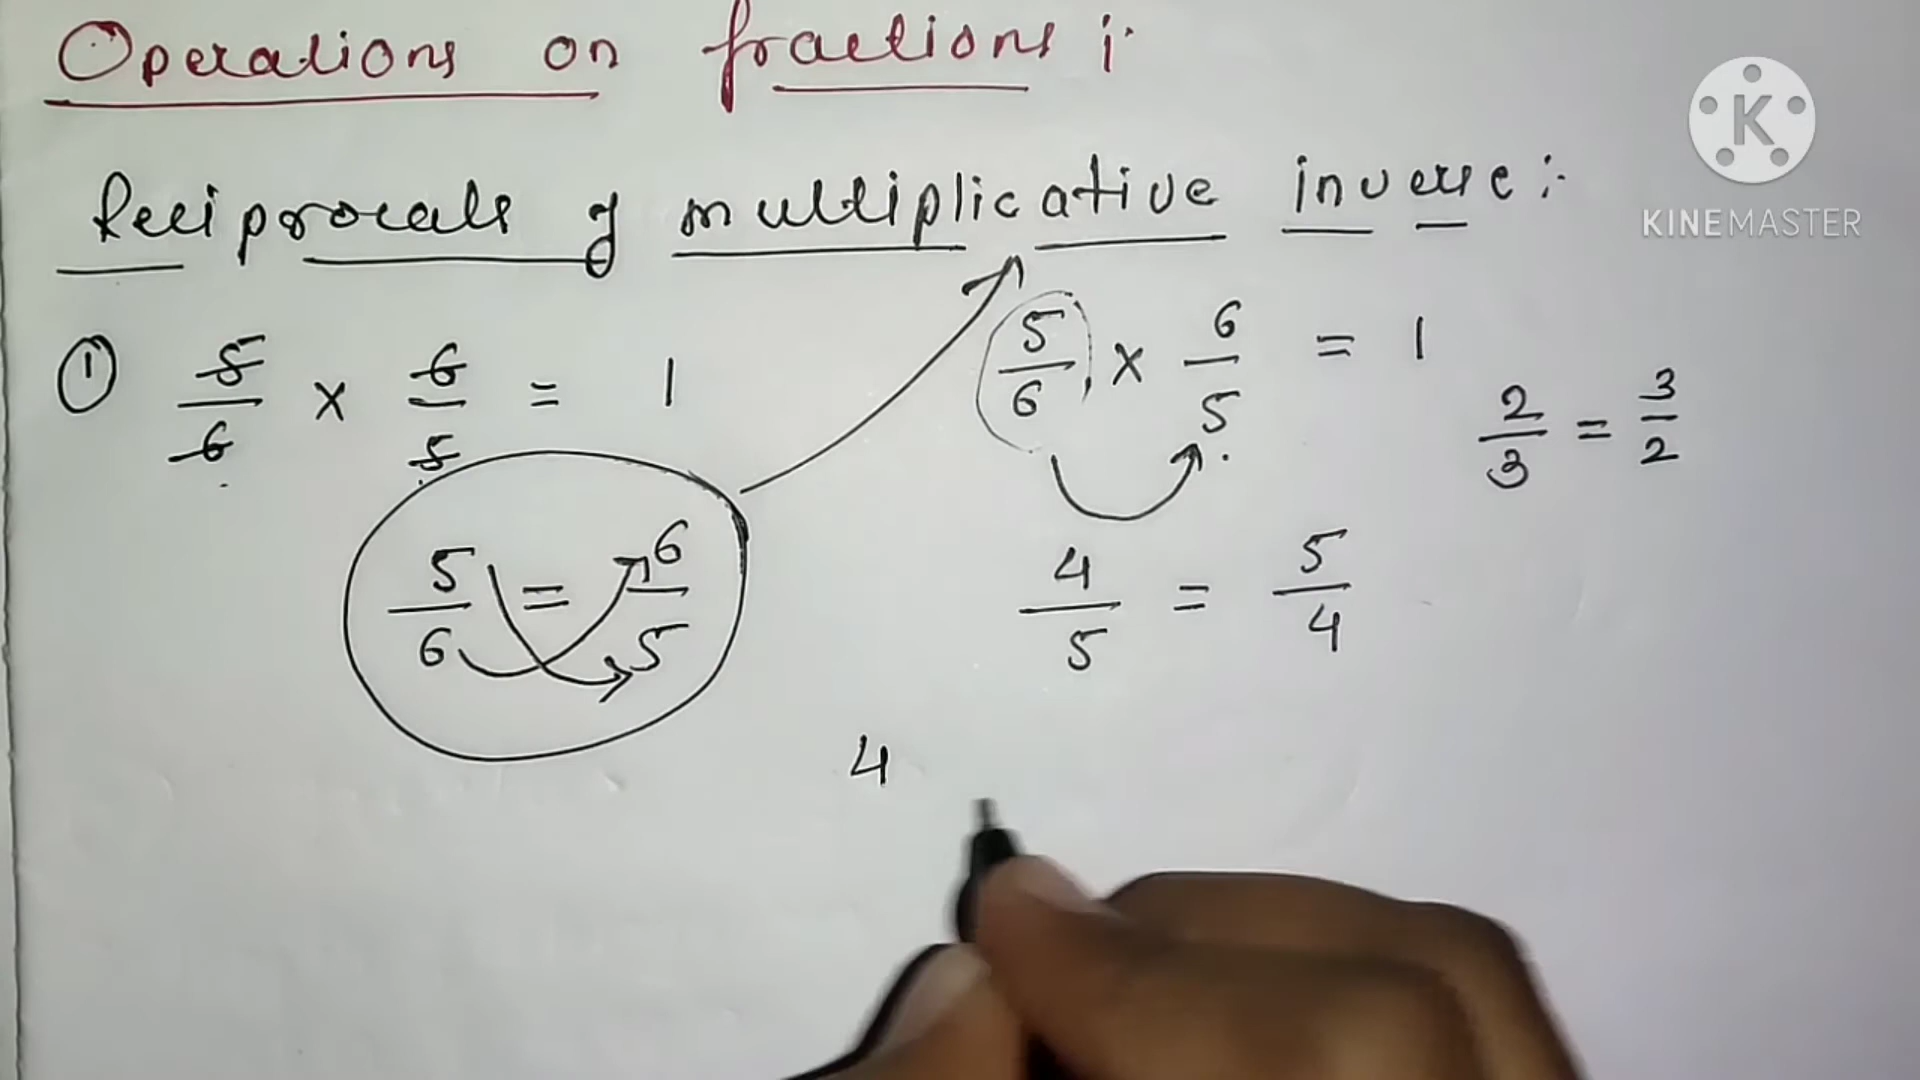 Operations on fractions :
Reciprocals of multiplicative inverse :
① 5/6 × 6/5 = 1
5/6 × 6/5 = 1
2/3 = 3/2
5/6 = 6/5
4/5 = 5/4
4
K
KINEMASTER